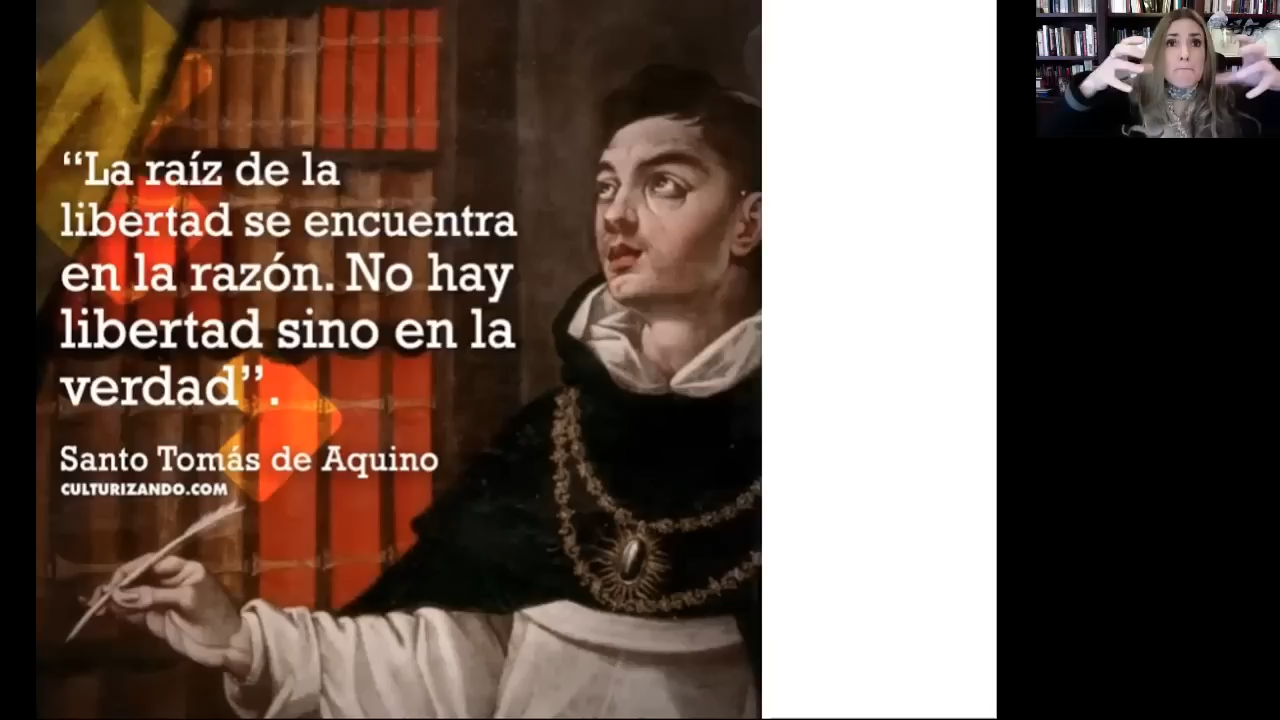 “La raíz de la
libertad se encuentra
en la razón. No hay
libertad sino en la
verdad”.
Santo Tomás de Aquino
CULTURIZANDO.COM